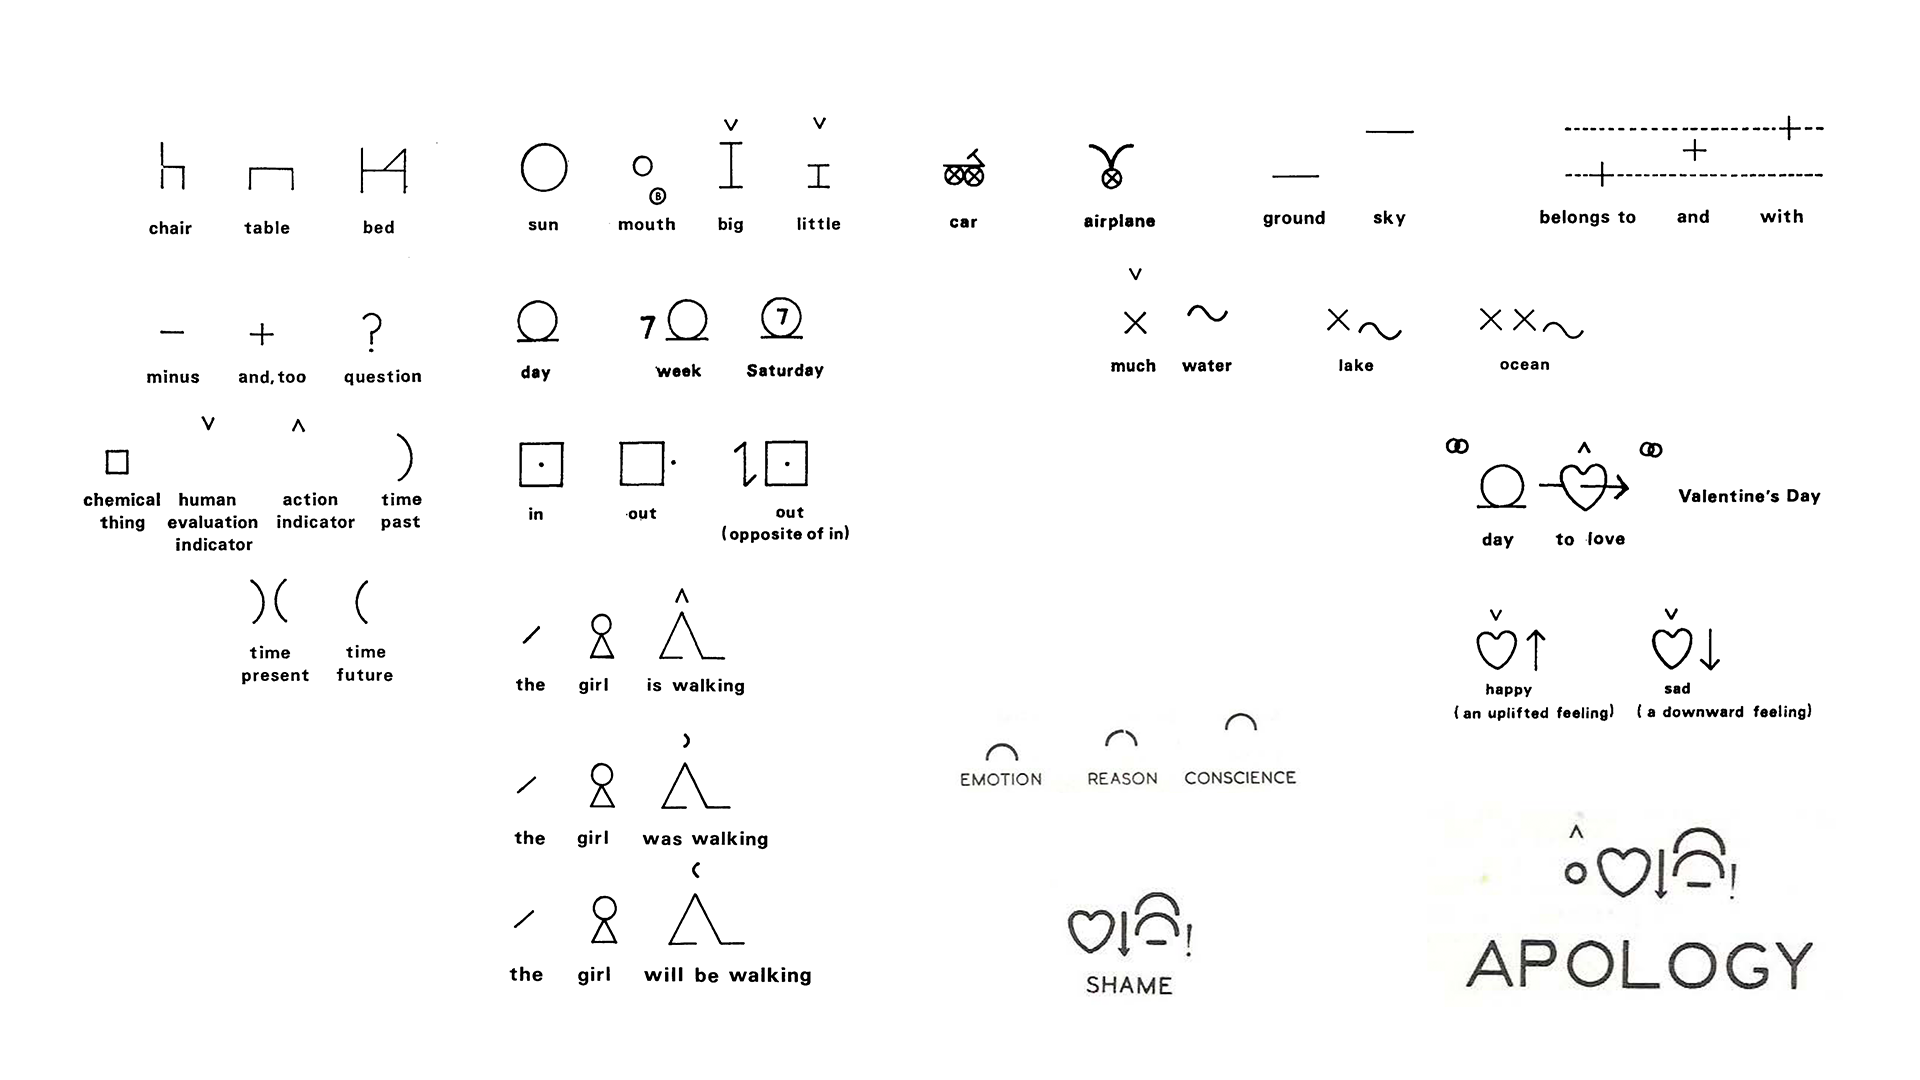 chair table bed
sun mouth big little
B
car airplane ground sky
belongs to and with
minus and, too question
7 7
day week Saturday
much water lake ocean
chemical thing
human evaluation indicator
action indicator
time past
in out out
(opposite of in)
day to love
Valentine's Day
time present
time future
the girl is walking
happy
(an uplifted feeling)
sad
(a downward feeling)
EMOTION REASON CONSCIENCE
the girl was walking
the girl will be walking
SHAME
APOLOGY